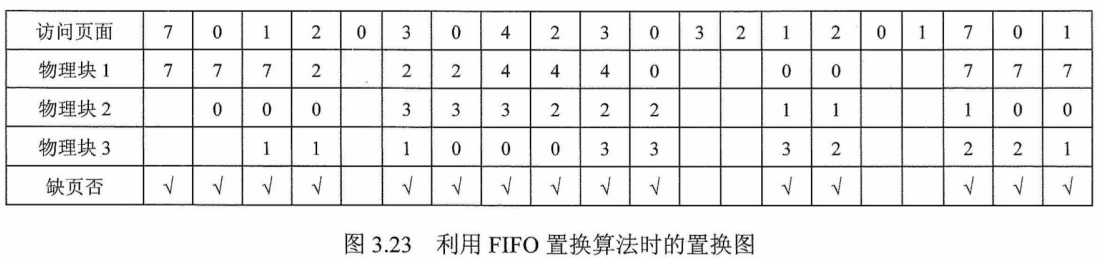 访问页面 7 0 1 2 0 3 0 4 2 3 0 3 2 1 2 0 1 7 0 1
物理块 1 7 7 7 2 2 2 4 4 4 0 0 0 7 7 7
物理块 2 0 0 0 3 3 3 2 2 2 1 1 1 0 0
物理块 3 1 1 1 0 0 0 3 3 3 2 2 2 1
缺页否 √ √ √ √ √ √ √ √ √ √ √ √ √ √ √
图 3.23 利用 FIFO 置换算法时的置换图